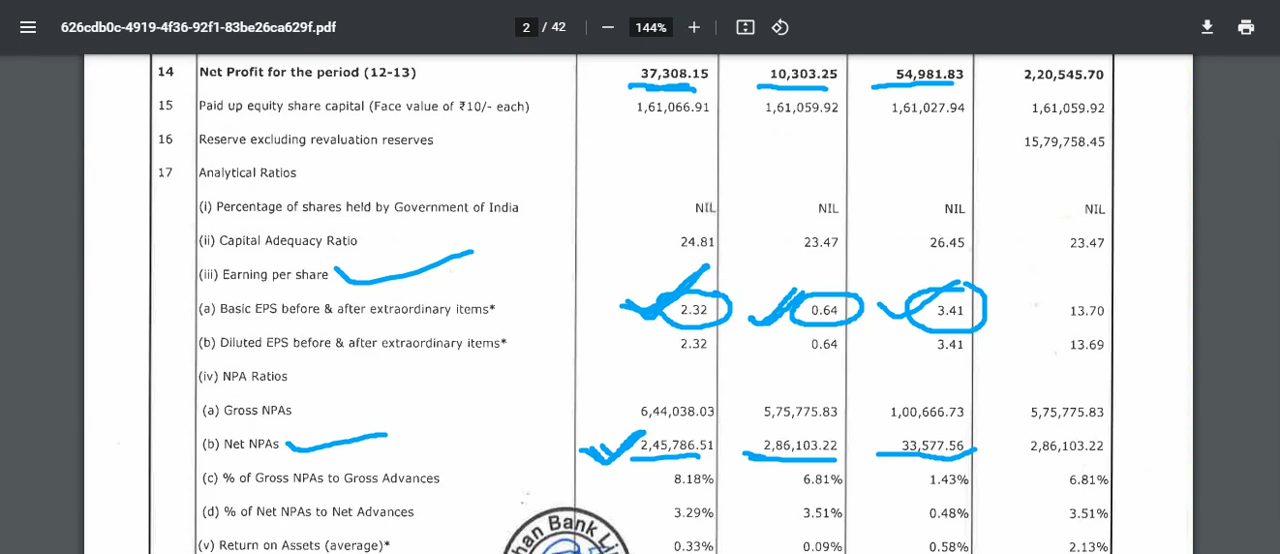 626cdb0c-4919-4f36-92f1-83be26ca629f.pdf 2 / 42 144%
14 Net Profit for the period (12-13) 37,308.15 10,303.25 54,981.83 2,20,545.70
15 Paid up equity share capital (Face value of ₹10/- each) 1,61,066.91 1,61,059.92 1,61,027.94 1,61,059.92
16 Reserve excluding revaluation reserves 15,79,758.45
17 Analytical Ratios
(i) Percentage of shares held by Government of India NIL NIL NIL NIL
(ii) Capital Adequacy Ratio 24.81 23.47 26.45 23.47
(iii) Earning per share
(a) Basic EPS before & after extraordinary items* 2.32 0.64 3.41 13.70
(b) Diluted EPS before & after extraordinary items* 2.32 0.64 3.41 13.69
(iv) NPA Ratios
(a) Gross NPAs 6,44,038.03 5,75,775.83 1,00,666.73 5,75,775.83
(b) Net NPAs 2,45,786.51 2,86,103.22 33,577.56 2,86,103.22
(c) % of Gross NPAs to Gross Advances 8.18% 6.81% 1.43% 6.81%
(d) % of Net NPAs to Net Advances 3.29% 3.51% 0.48% 3.51%
(v) Return on Assets (average)* 0.33% 0.09% 0.58% 2.13%
Bank